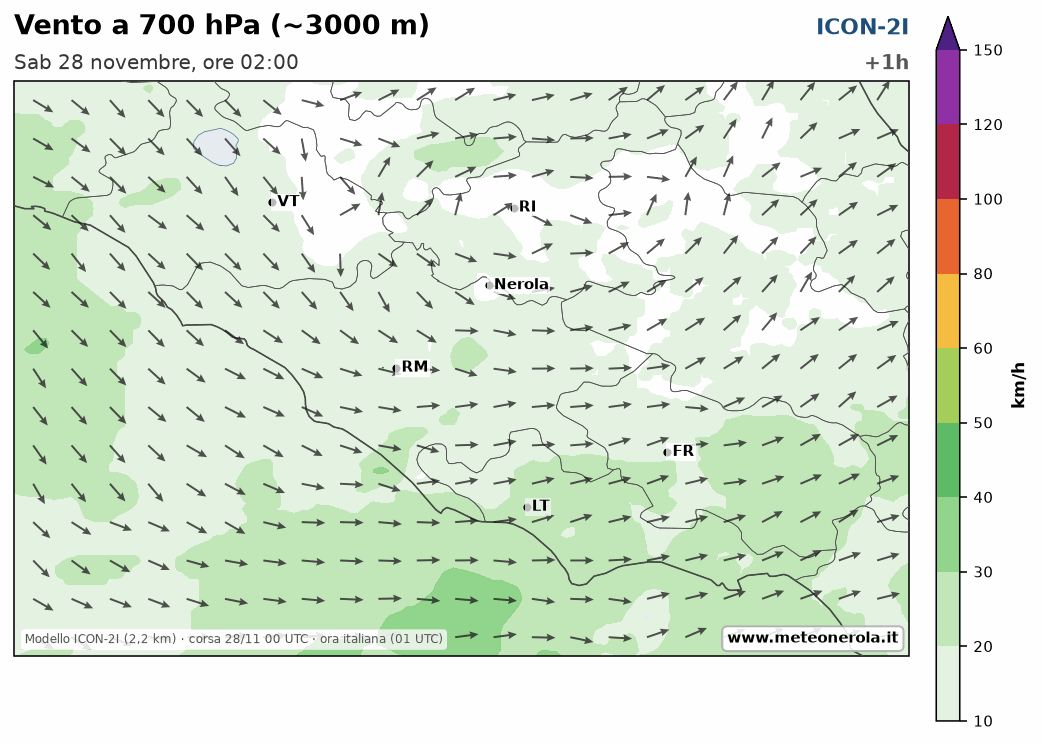 Vento a 700 hPa (~3000 m)
ICON-2I
Sab 28 novembre, ore 02:00
+1h
VT
RI
Nerola
RM
FR
LT
Modello ICON-2I (2,2 km) · corsa 28/11 00 UTC · ora italiana (01 UTC)
www.meteonerola.it
150
120
100
80
60
50
40
30
20
10
km/h